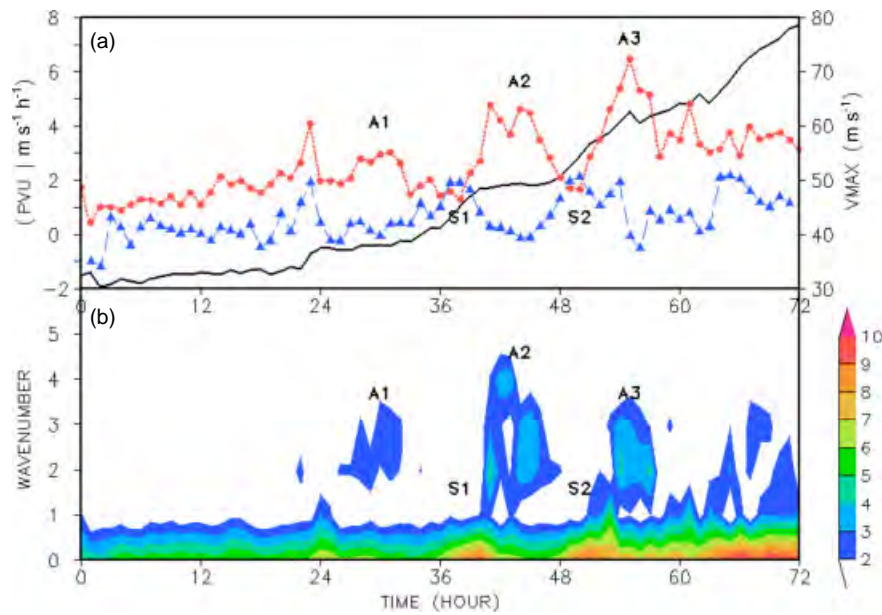 (a)
( PVU | m s⁻¹ h⁻¹)
8
6
4
2
0
−2
A1
A2
A3
S1
S2
80
70
60
50
40
30
VMAX (m s⁻¹)
0 12 24 36 48 60 72
(b)
WAVENUMBER
5
4
3
2
1
0
A1
A2
A3
S1
S2
0 12 24 36 48 60 72
TIME (HOUR)
10
9
8
7
6
5
4
3
2